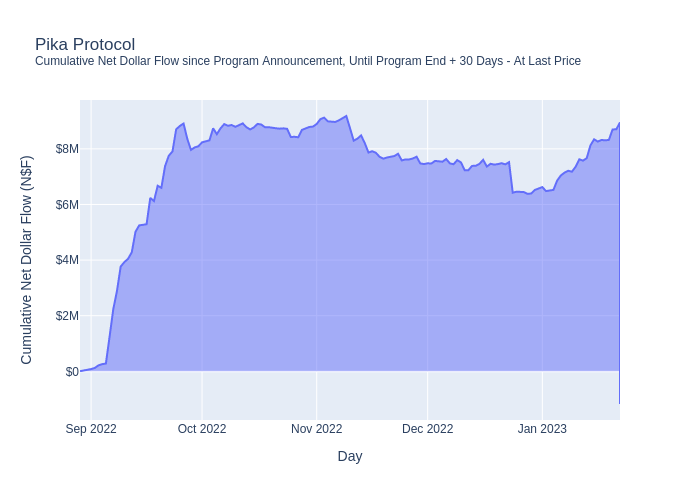 Pika Protocol
Cumulative Net Dollar Flow since Program Announcement, Until Program End + 30 Days - At Last Price
Cumulative Net Dollar Flow (N$F)
$8M
$6M
$4M
$2M
$0
Sep 2022
Oct 2022
Nov 2022
Dec 2022
Jan 2023
Day